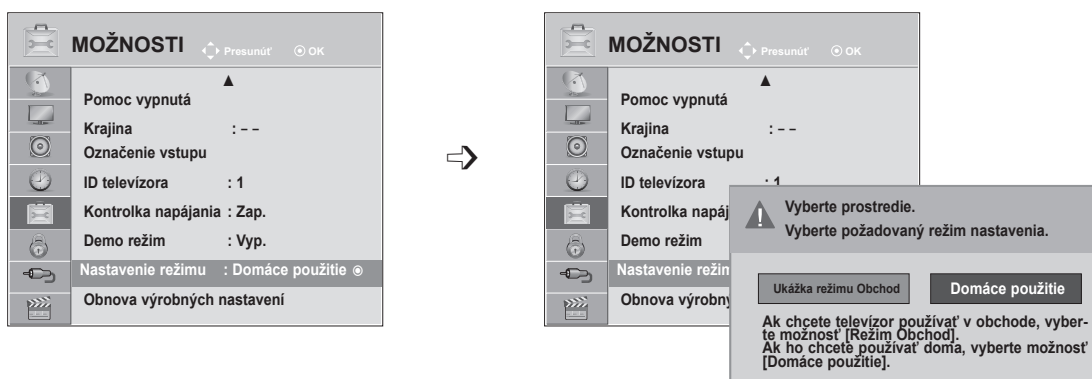 MOŽNOSTI Presunúť OK
Pomoc vypnutá
Krajina : – –
Označenie vstupu
ID televízora : 1
Kontrolka napájania : Zap.
Demo režim : Vyp.
Nastavenie režimu : Domáce použitie
Obnova výrobných nastavení
MOŽNOSTI Presunúť OK
Pomoc vypnutá
Krajina : – –
Označenie vstupu
ID televízora : 1
Kontrolka napáj
Demo režim
Nastavenie režim
Obnova výrobný
Vyberte prostredie.
Vyberte požadovaný režim nastavenia.
Ukážka režimu Obchod Domáce použitie
Ak chcete televízor používať v obchode, vyber-
te možnosť [Režim Obchod].
Ak ho chcete používať doma, vyberte možnosť
[Domáce použitie].